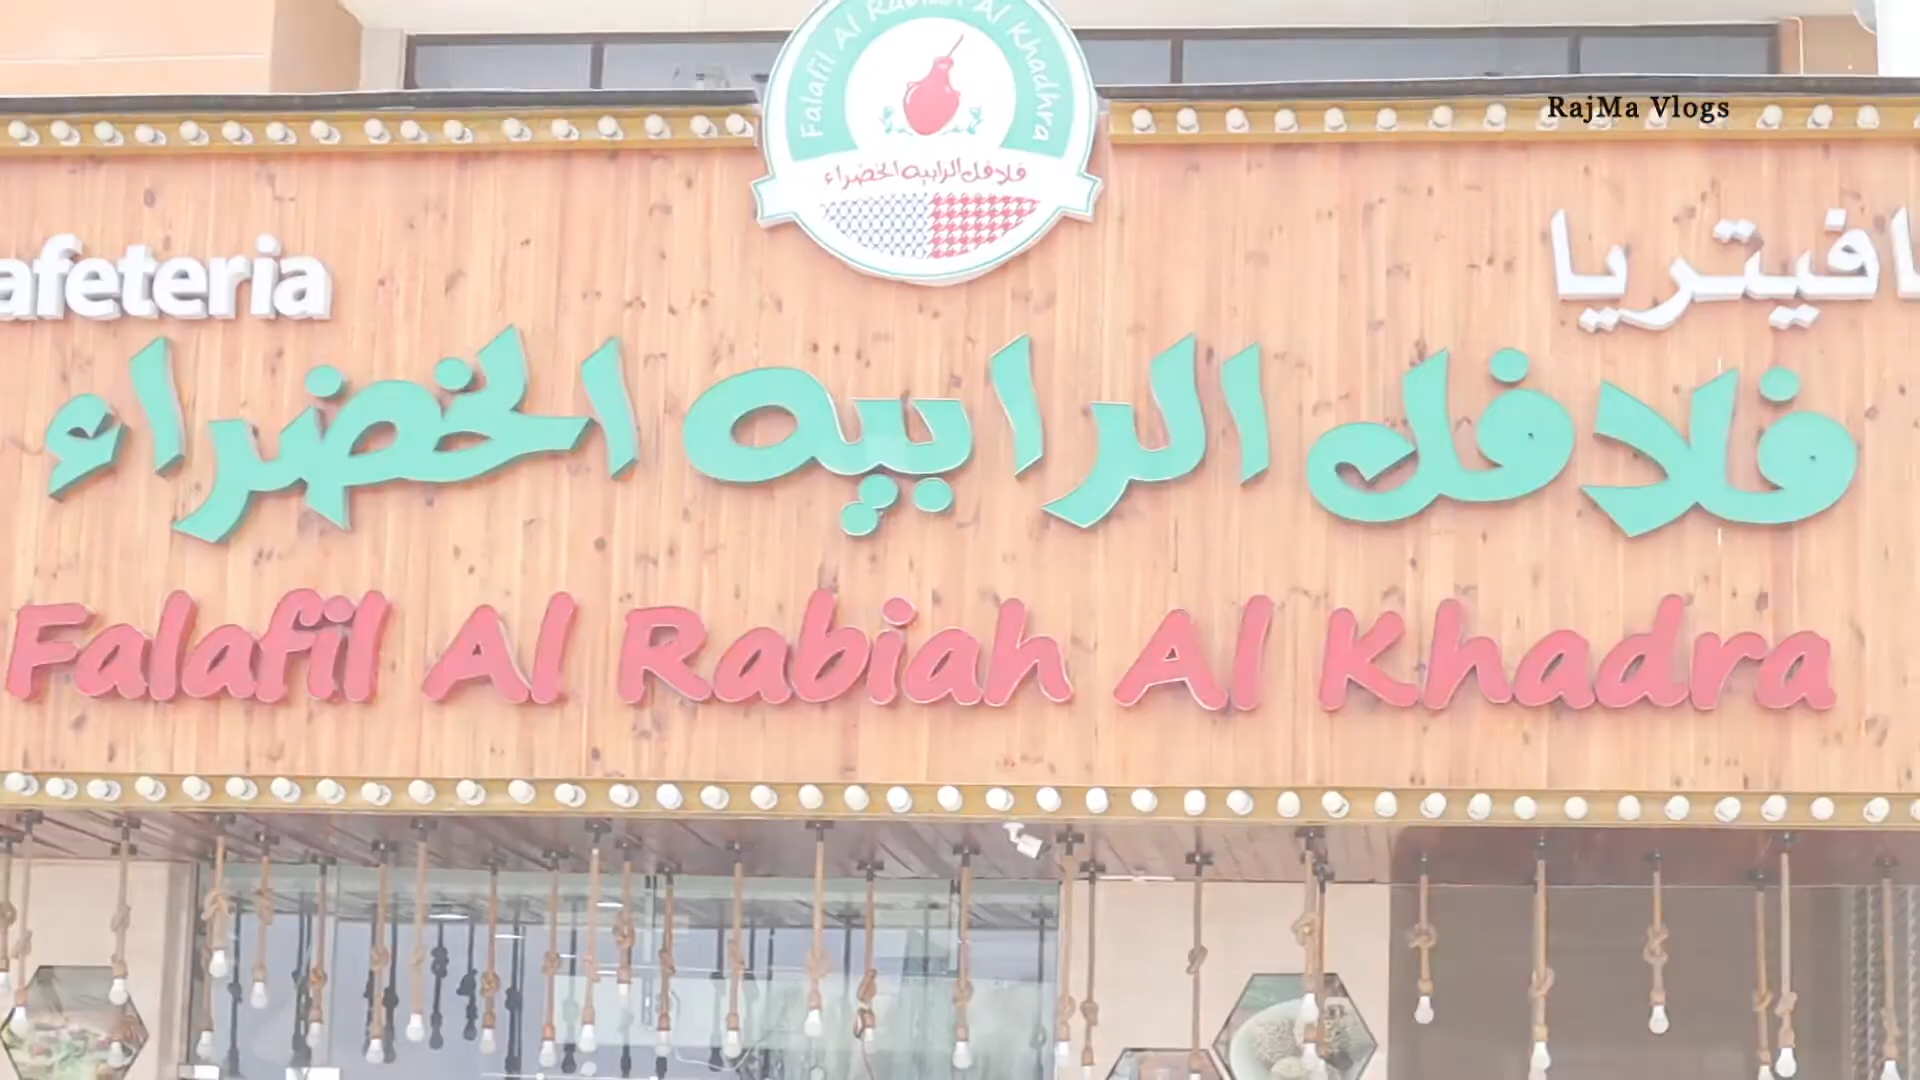 Falafil Al Rabiah Al Khadhra
فلافل الرابيه الخضراء
RajMa Vlogs
afeteria
افيتريا
فلافل الرابيه الخضراء
Falafil Al Rabiah Al Khadra